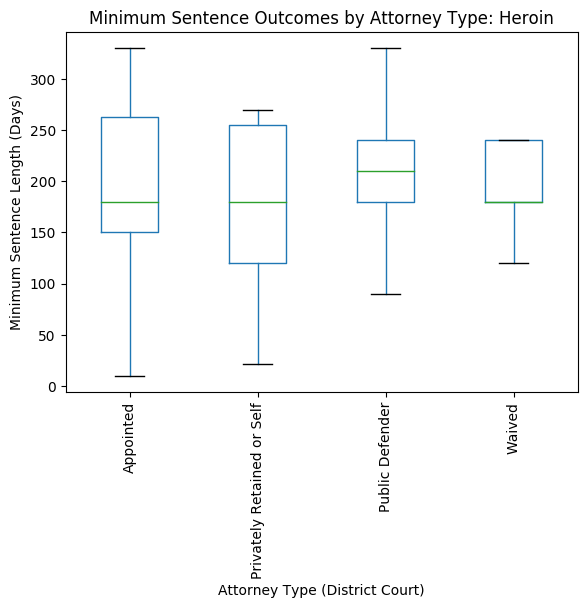 Minimum Sentence Outcomes by Attorney Type: Heroin
Minimum Sentence Length (Days)
300
250
200
150
100
50
0
Appointed
Privately Retained or Self
Public Defender
Waived
Attorney Type (District Court)